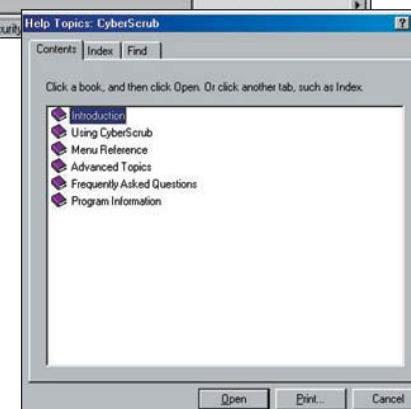 Help Topics: CyberScrub
Contents Index Find
Click a book, and then click Open. Or click another tab, such as Index.
Introduction
Using CyberScrub
Menu Reference
Advanced Topics
Frequently Asked Questions
Program Information
Open Print... Cancel